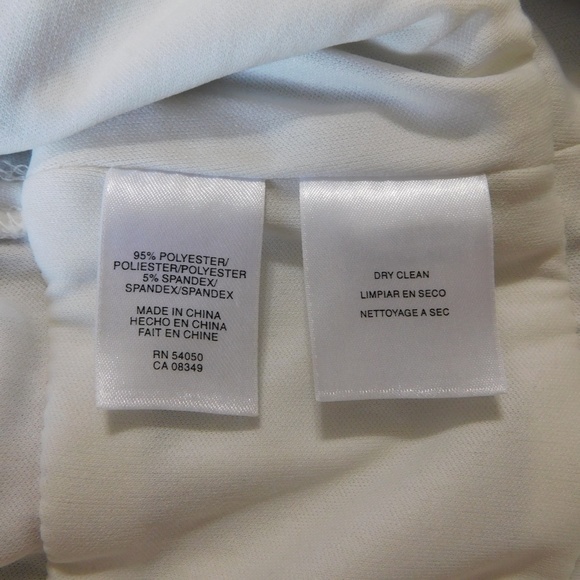 95% POLYESTER/
POLIESTER/POLYESTER
5% SPANDEX/
SPANDEX/SPANDEX
MADE IN CHINA
HECHO EN CHINA
FAIT EN CHINE
RN 54050
CA 08349
DRY CLEAN
LIMPIAR EN SECO
NETTOYAGE A SEC